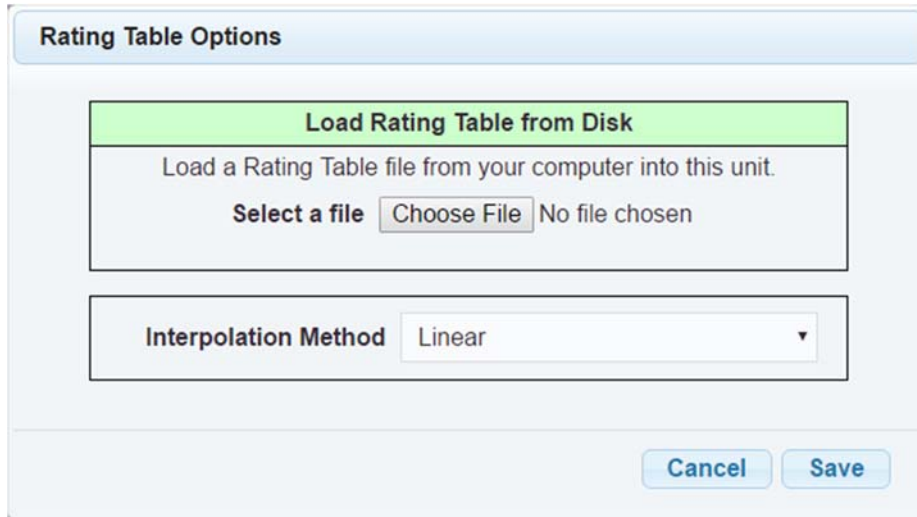 Rating Table Options
Load Rating Table from Disk
Load a Rating Table file from your computer into this unit.
Select a file Choose File No file chosen
Interpolation Method Linear
Cancel Save